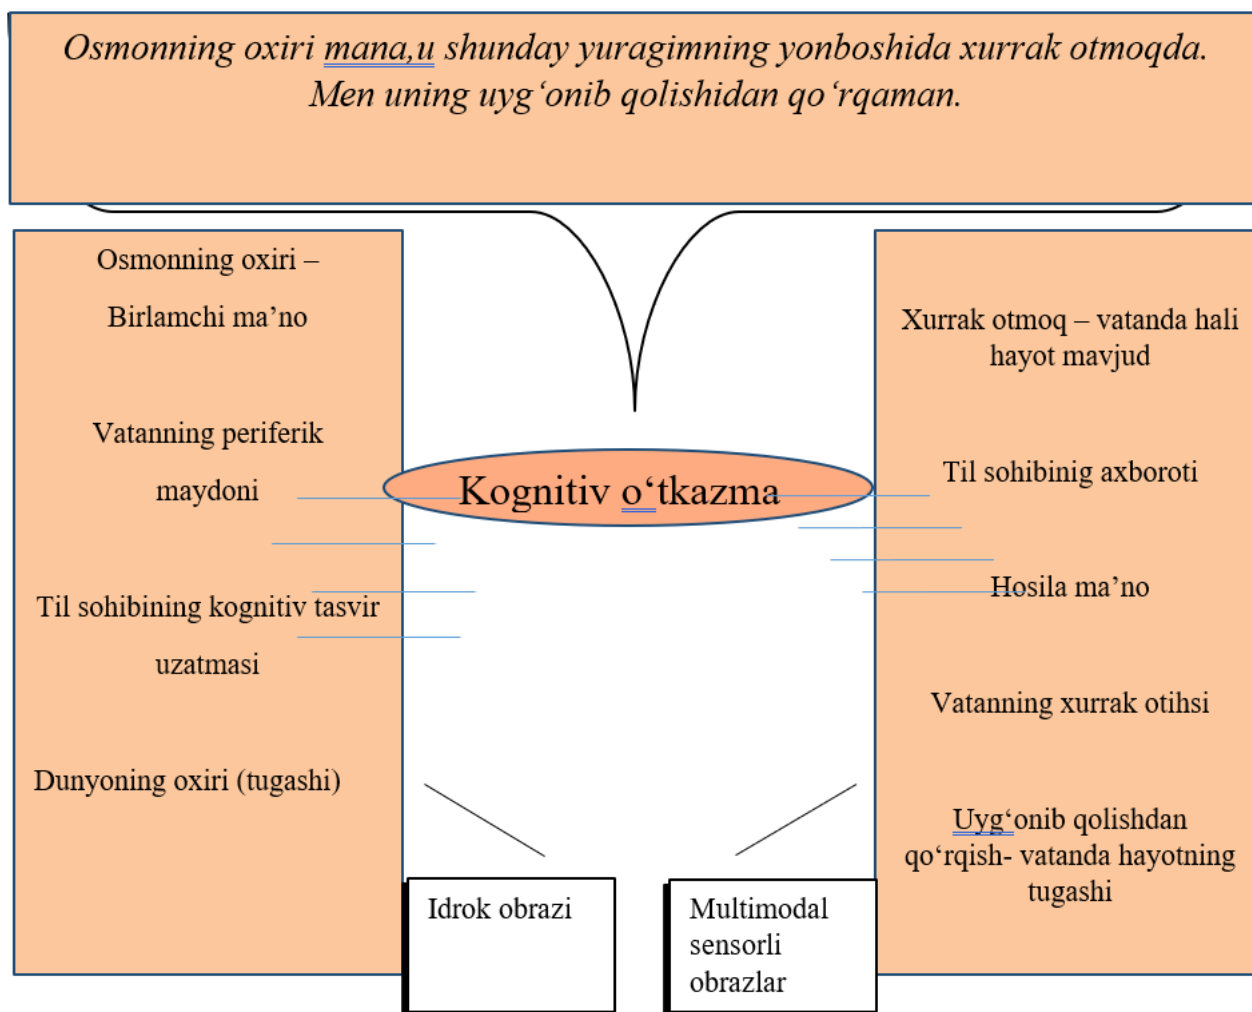 Osmonning oxiri mana,u shunday yuragimning yonboshida xurrak otmoqda.
Men uning uyg‘onib qolishidan qo‘rqaman.
Osmonning oxiri –
Birlamchi ma’no
Vatanning periferik
maydoni
Til sohibining kognitiv tasvir
uzatmasi
Dunyoning oxiri (tugashi)
Kognitiv o‘tkazma
Xurrak otmoq – vatanda hali
hayot mavjud
Til sohibinig axboroti
Hosila ma’no
Vatanning xurrak otihsi
Uyg‘onib qolishdan
qo‘rqish- vatanda hayotning
tugashi
Idrok obrazi
Multimodal
sensorli
obrazlar